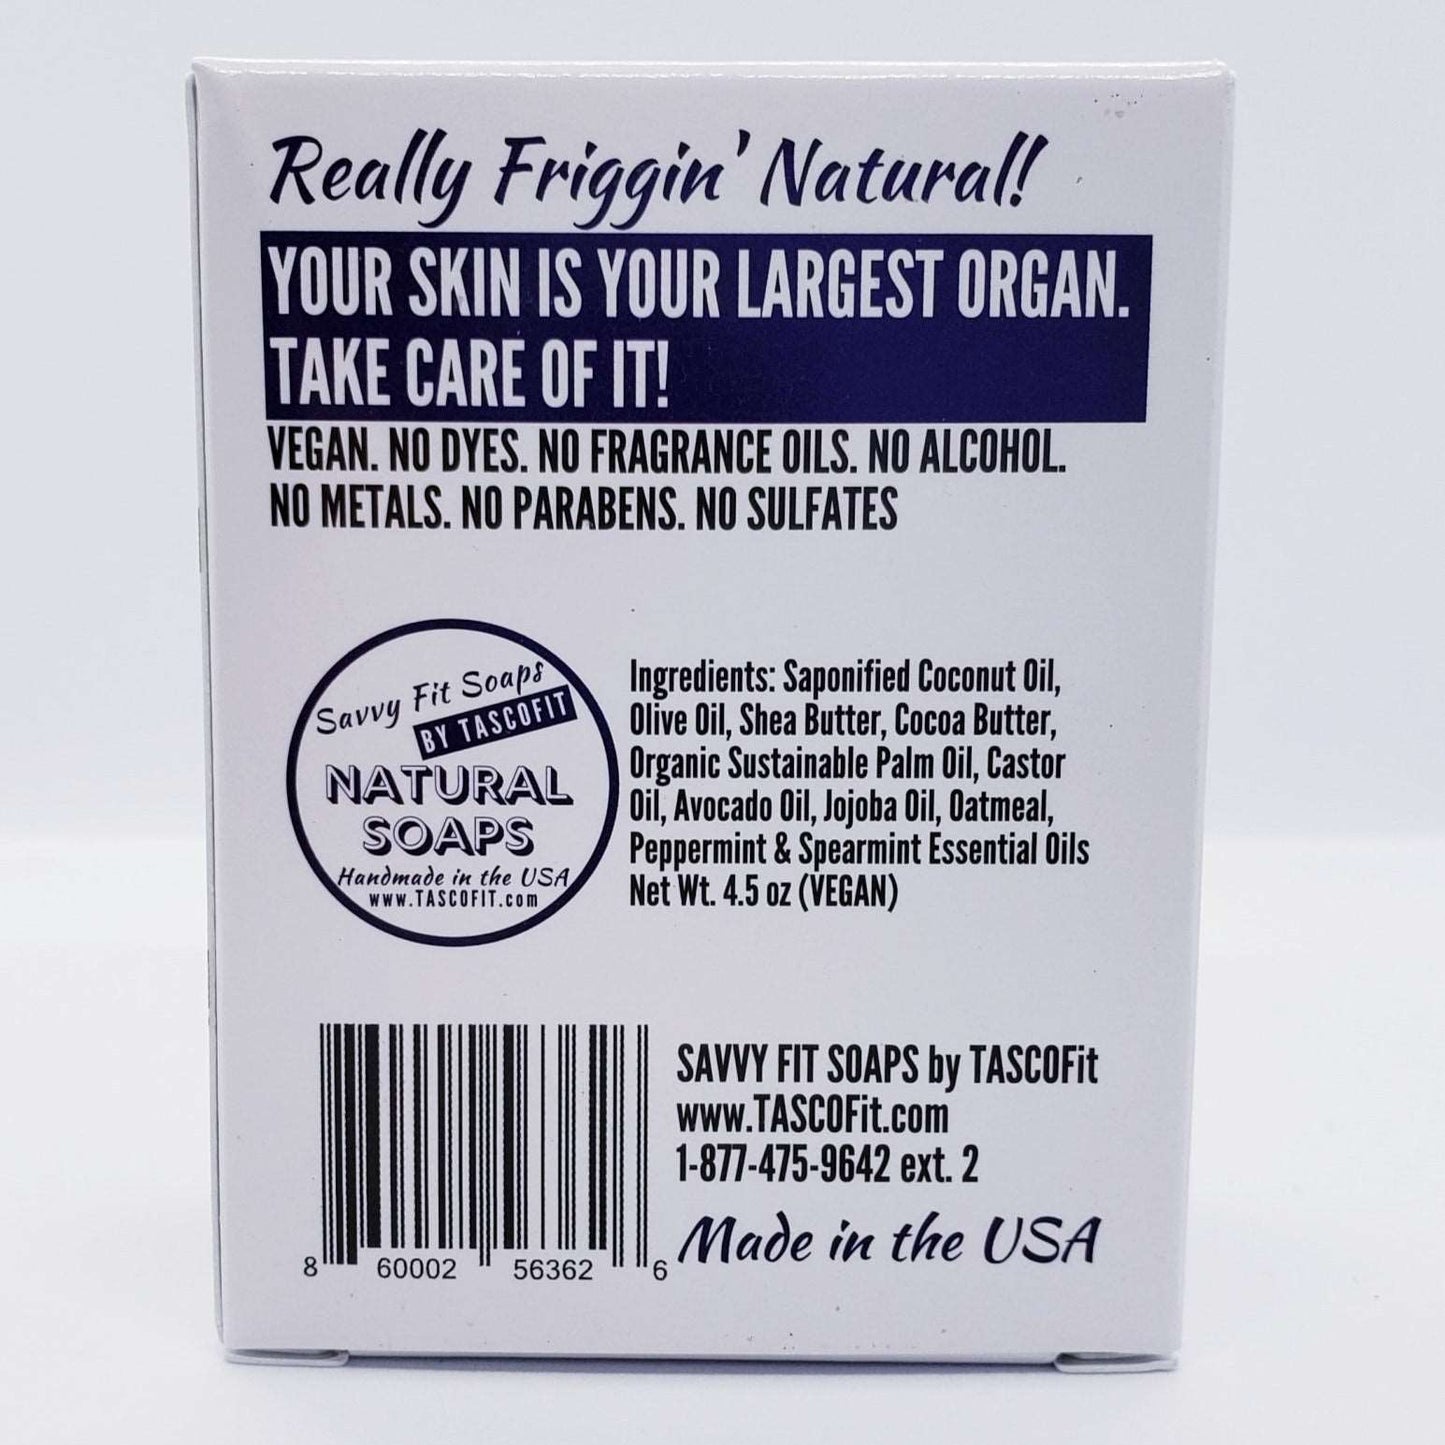 Really Friggin' Natural!
YOUR SKIN IS YOUR LARGEST ORGAN.
TAKE CARE OF IT!
VEGAN. NO DYES. NO FRAGRANCE OILS. NO ALCOHOL.
NO METALS. NO PARABENS. NO SULFATES
Savvy Fit Soaps
BY TASCOFIT
NATURAL
SOAPS
Handmade in the USA
www.TASCOFIT.com
Ingredients: Saponified Coconut Oil,
Olive Oil, Shea Butter, Cocoa Butter,
Organic Sustainable Palm Oil, Castor
Oil, Avocado Oil, Jojoba Oil, Oatmeal,
Peppermint & Spearmint Essential Oils
Net Wt. 4.5 oz (VEGAN)
8 60002 56362 6
SAVVY FIT SOAPS by TASCOFit
www.TASCOFit.com
1-877-475-9642 ext. 2
Made in the USA